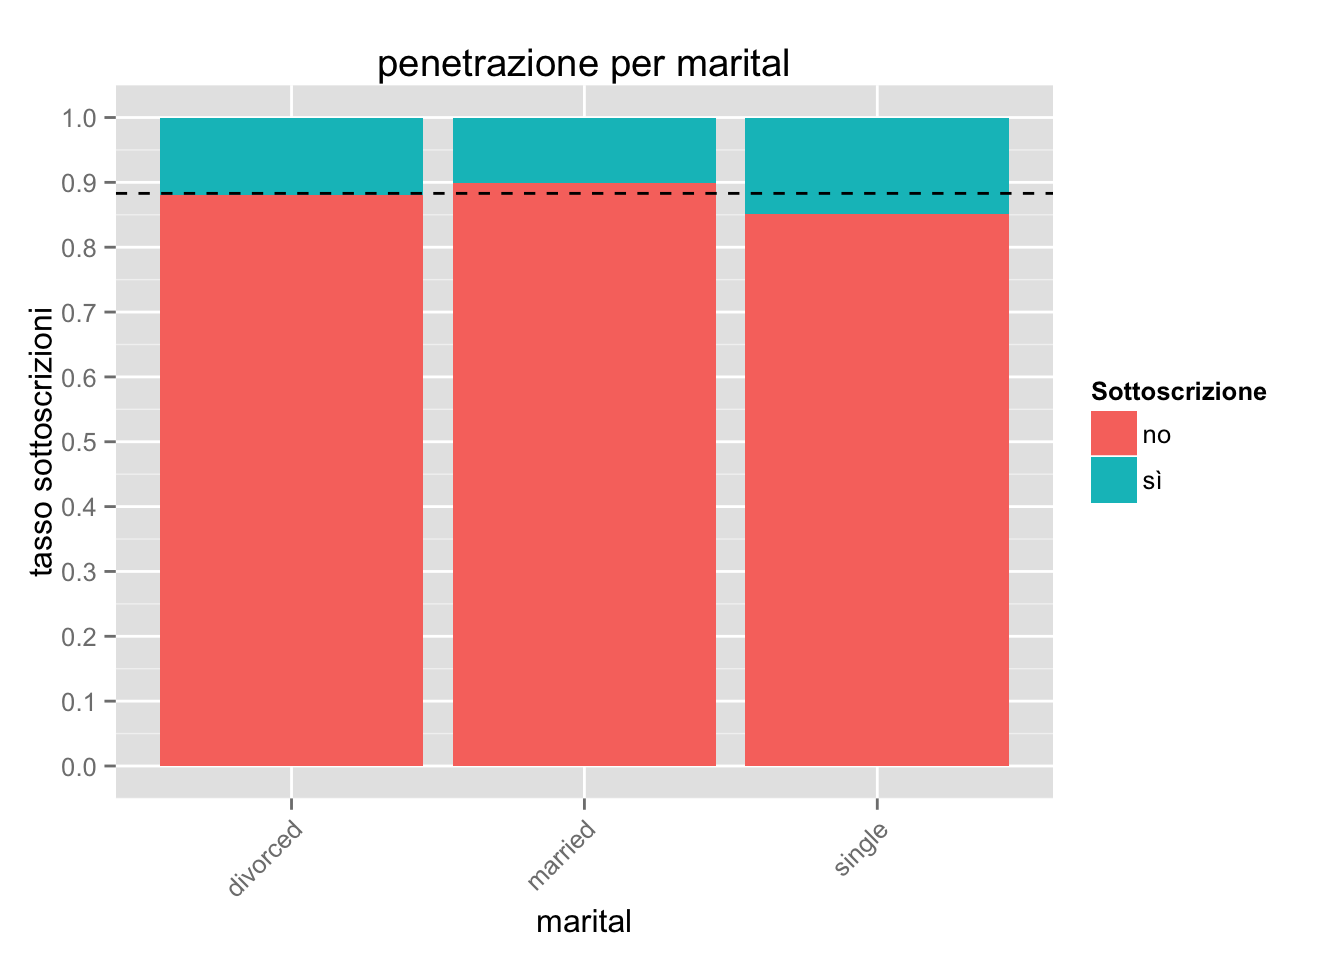 penetrazione per marital
tasso sottoscrizioni
1.0
0.9
0.8
0.7
0.6
0.5
0.4
0.3
0.2
0.1
0.0
divorced
married
single
marital
Sottoscrizione
no
sì